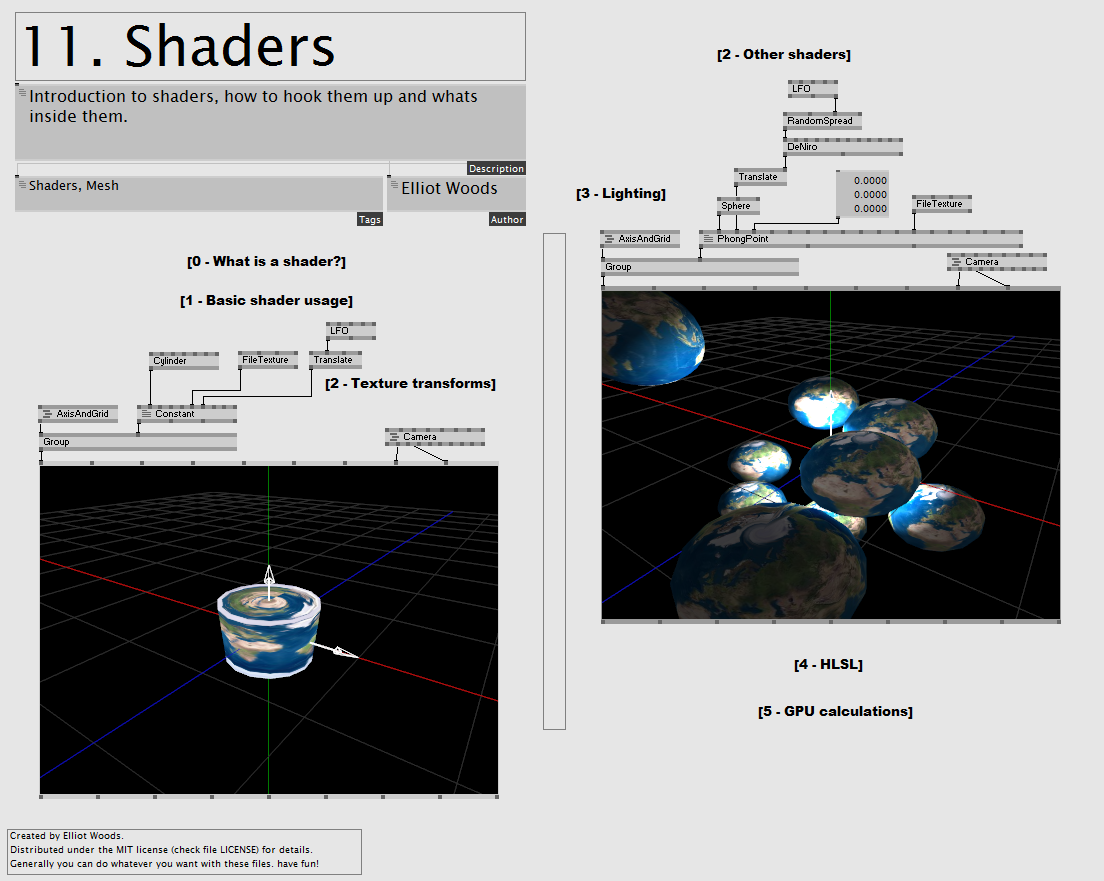 11. Shaders
Introduction to shaders, how to hook them up and whats
inside them.
Description
Shaders, Mesh
Tags
Elliot Woods
Author
[0 - What is a shader?]
[1 - Basic shader usage]
LFO
Cylinder
FileTexture
Translate
[2 - Texture transforms]
AxisAndGrid
Constant
Group
Camera
Created by Elliot Woods.
Distributed under the MIT license (check file LICENSE) for details.
Generally you can do whatever you want with these files. have fun!
[2 - Other shaders]
LFO
RandomSpread
DeNiro
Translate
0.0000
0.0000
0.0000
[3 - Lighting]
Sphere
FileTexture
AxisAndGrid
PhongPoint
Group
Camera
[4 - HLSL]
[5 - GPU calculations]